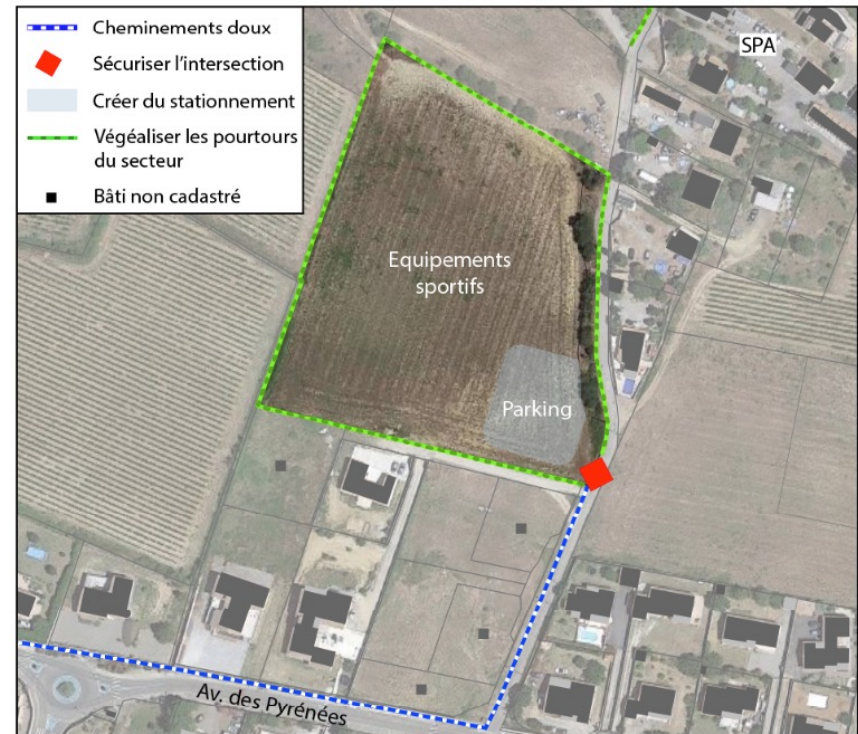 Cheminements doux
Sécuriser l'intersection
Créer du stationnement
Végéaliser les pourtours
du secteur
Bâti non cadastré
SPA
Equipements
sportifs
Parking
Av. des Pyrénées